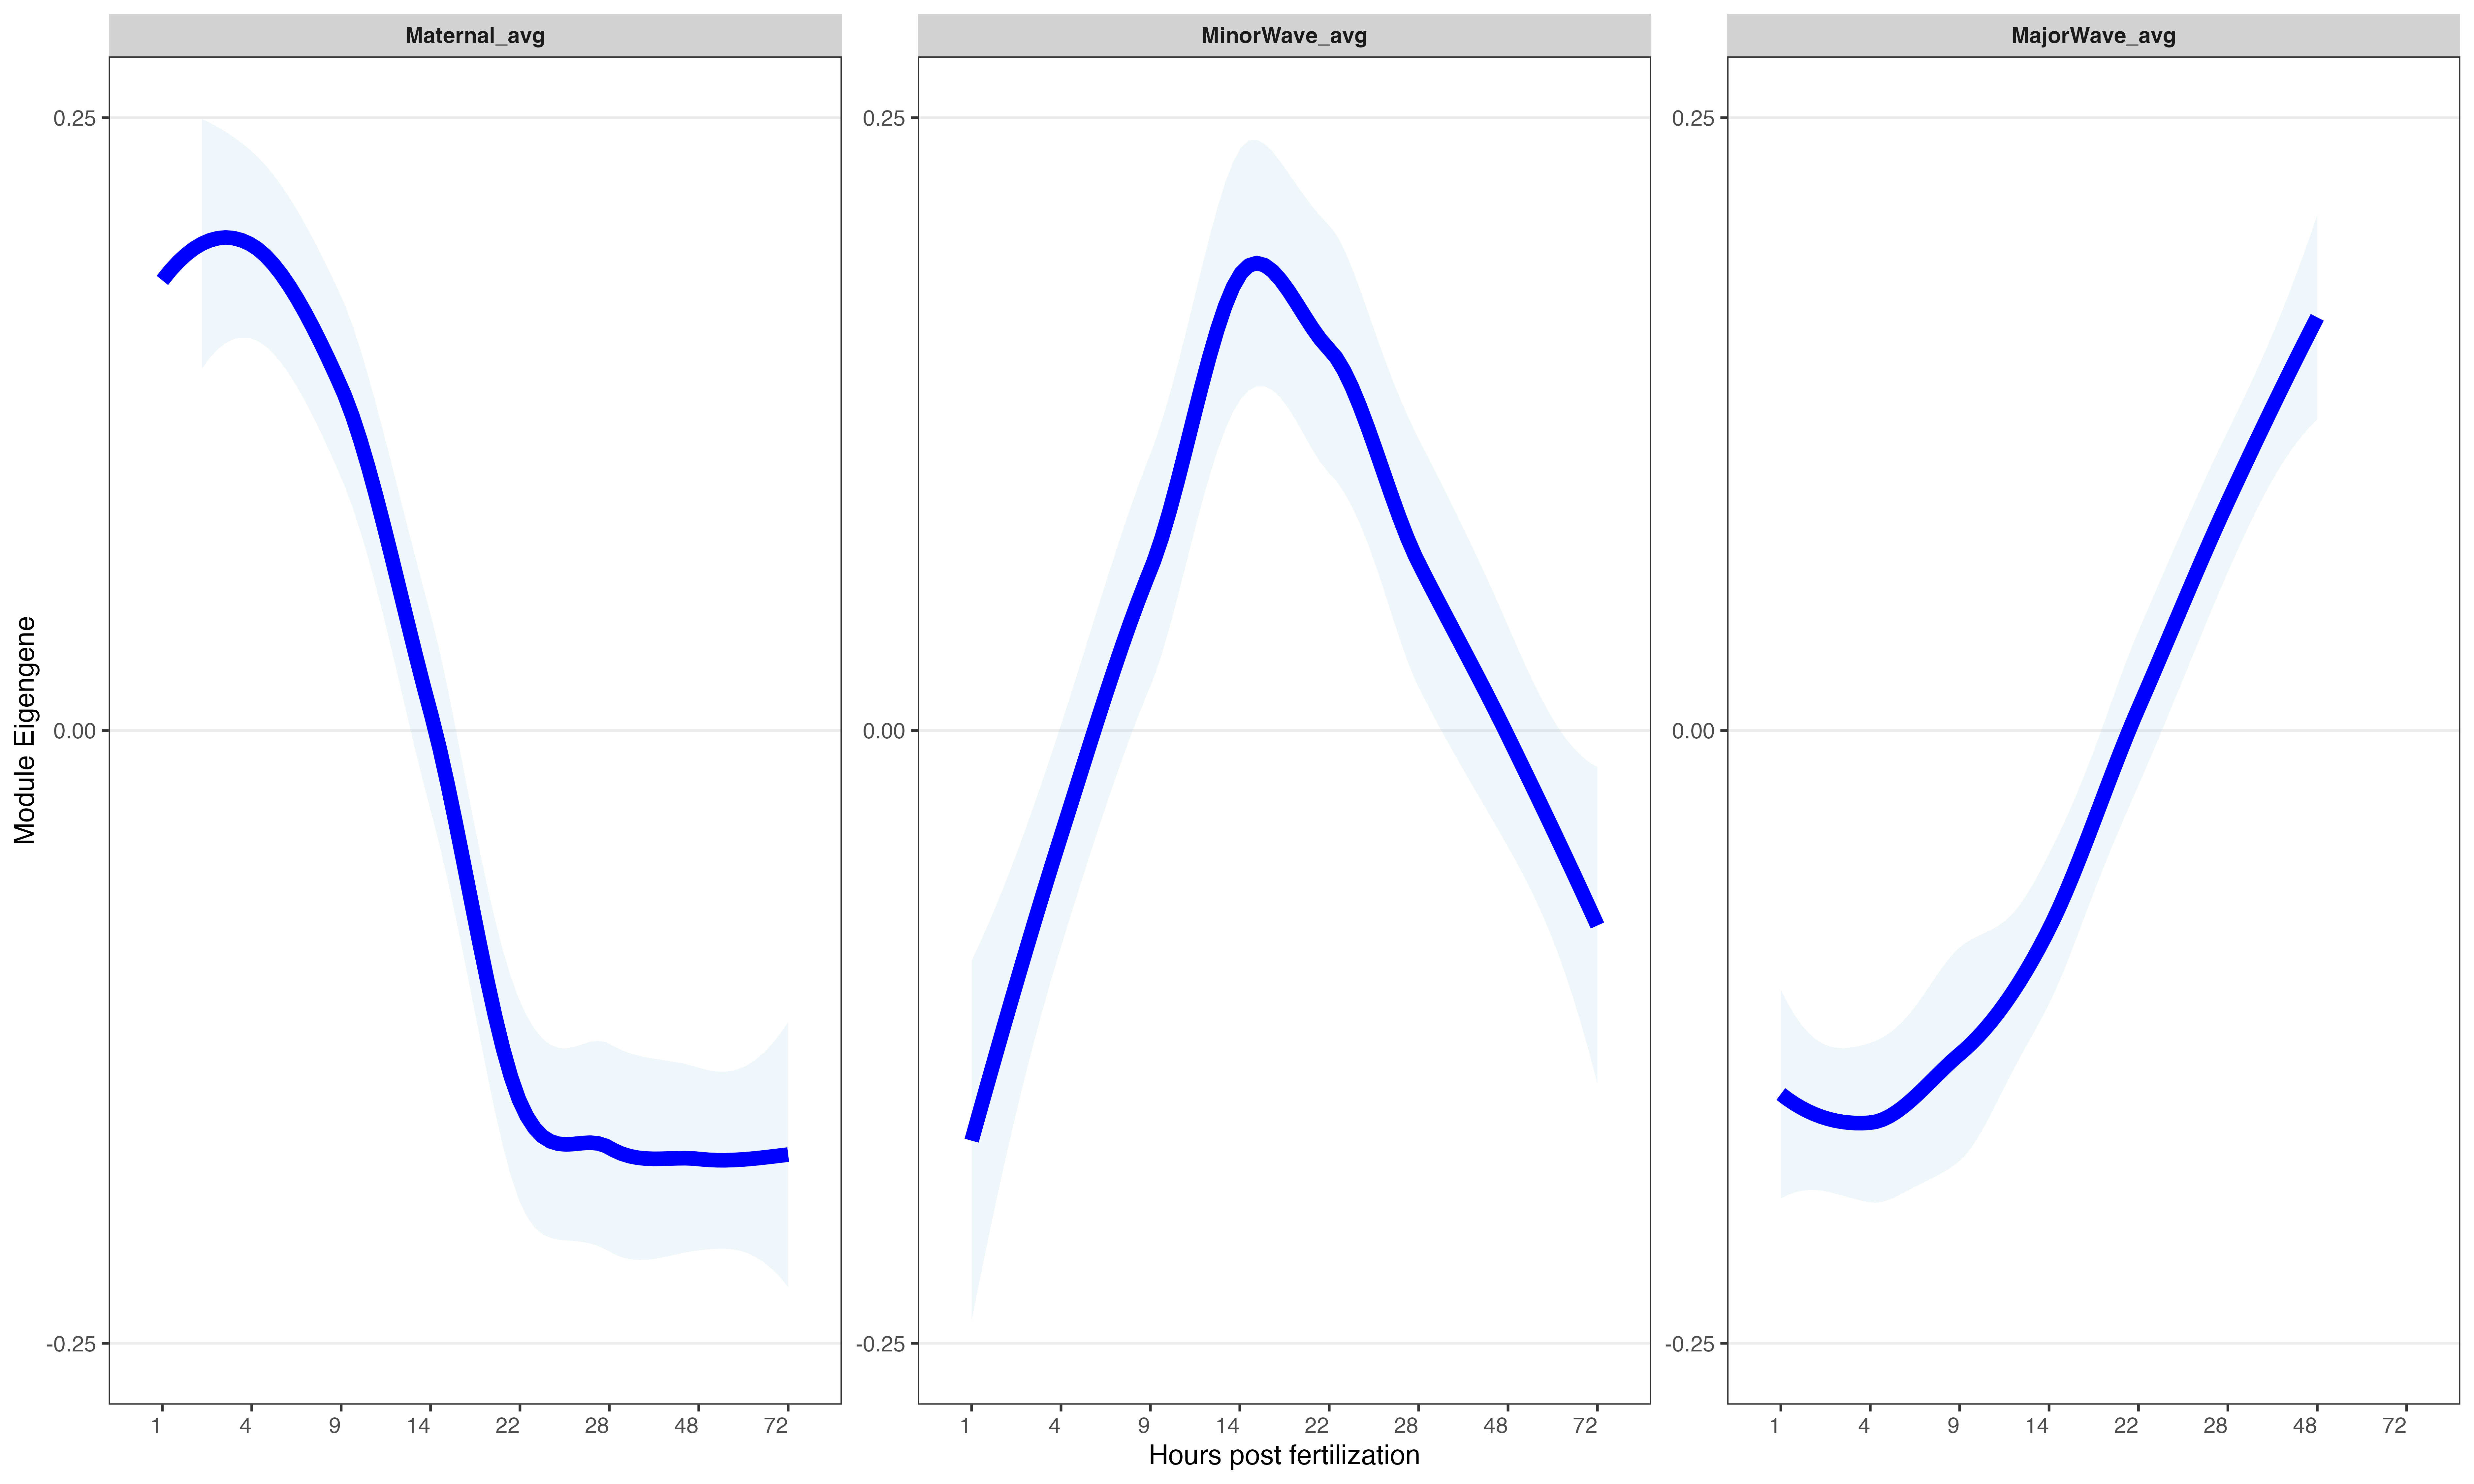 Maternal_avg MinorWave_avg MajorWave_avg
0.25 0.25 0.25
0.00 0.00 0.00
-0.25 -0.25 -0.25
Module Eigengene
1 4 9 14 22 28 48 72 1 4 9 14 22 28 48 72 1 4 9 14 22 28 48 72
Hours post fertilization